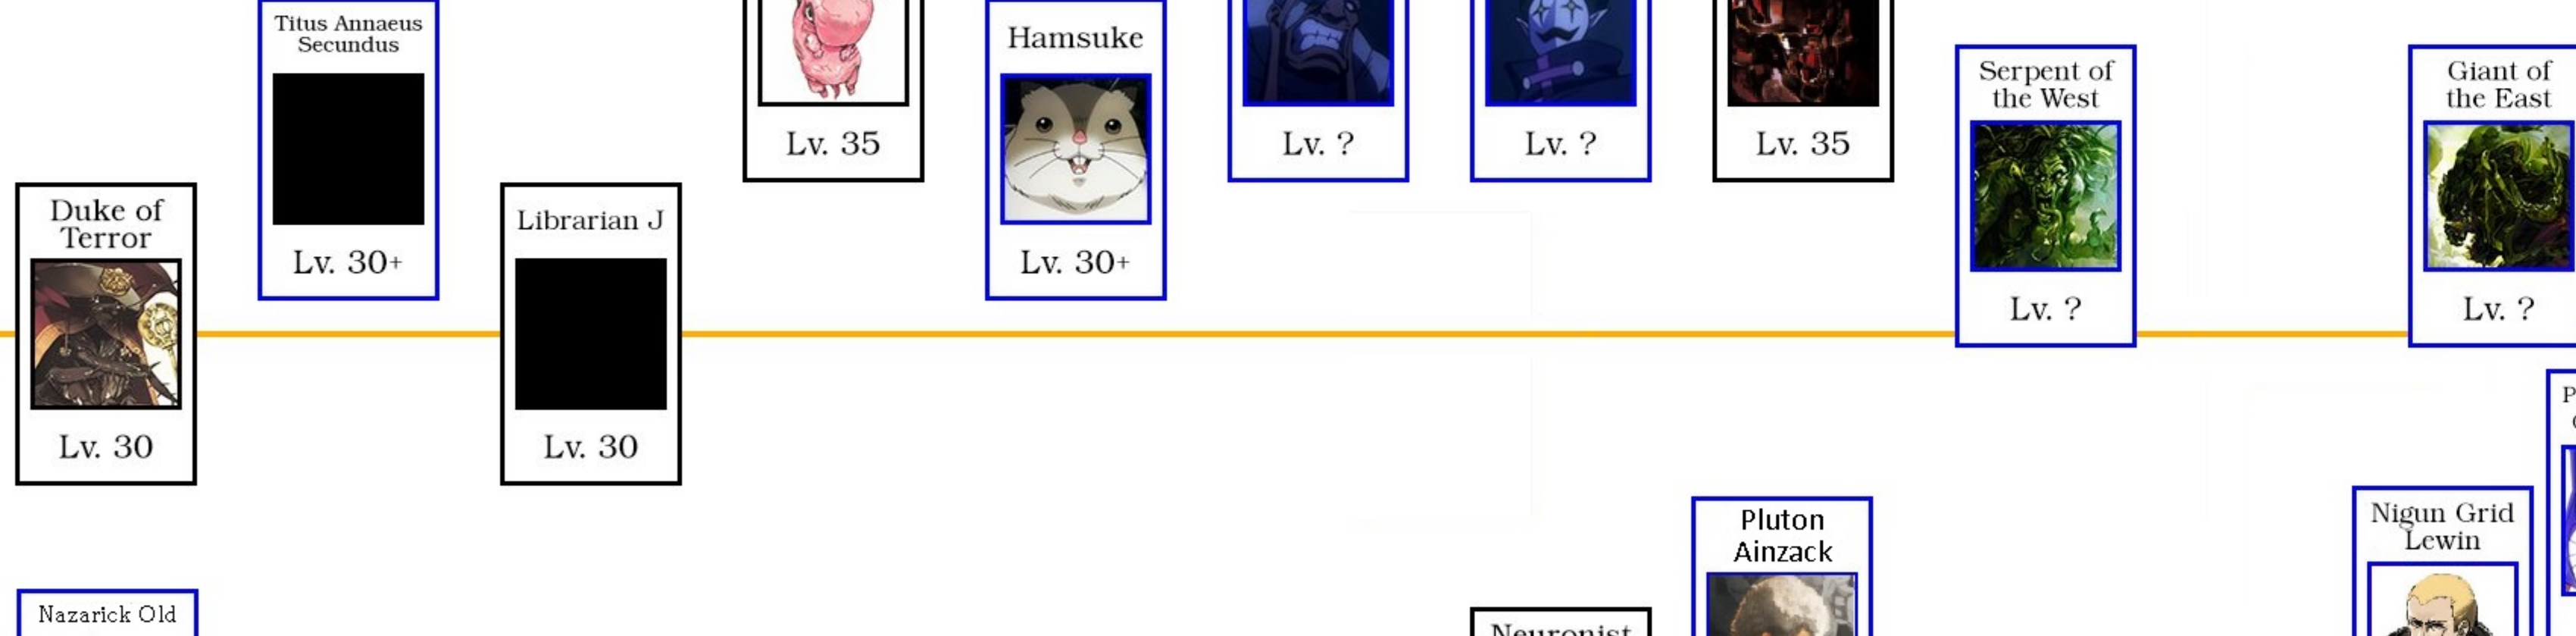 Titus Annaeus
Secundus
Lv. 30+
Duke of
Terror
Lv. 30
Librarian J
Lv. 30
Lv. 35
Hamsuke
Lv. 30+
Lv. ?
Lv. ?
Lv. 35
Serpent of
the West
Lv. ?
Giant of
the East
Lv. ?
Nazarick Old
Neuronist
Pluton
Ainzack
Nigun Grid
Lewin
P